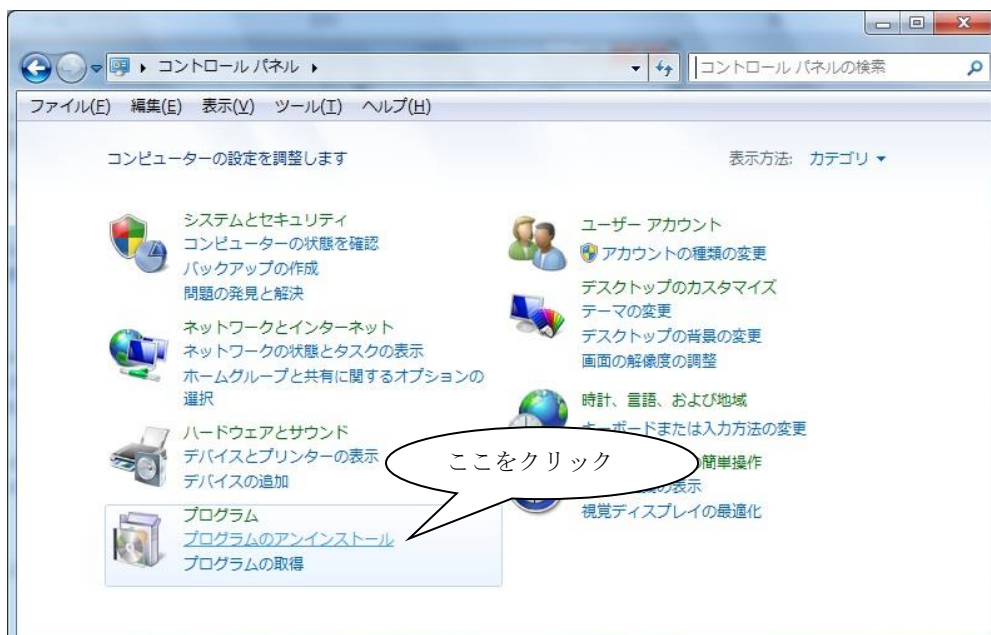 コントロール パネル
コントロール パネルの検索
ファイル(F) 編集(E) 表示(V) ツール(T) ヘルプ(H)
コンピューターの設定を調整します
表示方法: カテゴリ
システムとセキュリティ
コンピューターの状態を確認
バックアップの作成
問題の発見と解決
ネットワークとインターネット
ネットワークの状態とタスクの表示
ホームグループと共有に関するオプションの
選択
ハードウェアとサウンド
デバイスとプリンターの表示
デバイスの追加
プログラム
プログラムのアンインストール
プログラムの取得
ユーザー アカウント
アカウントの種類の変更
デスクトップのカスタマイズ
テーマの変更
デスクトップの背景の変更
画面の解像度の調整
時計、言語、および地域
キーボードまたは入力方法の変更
簡単操作
の表示
視覚ディスプレイの最適化
ここをクリック